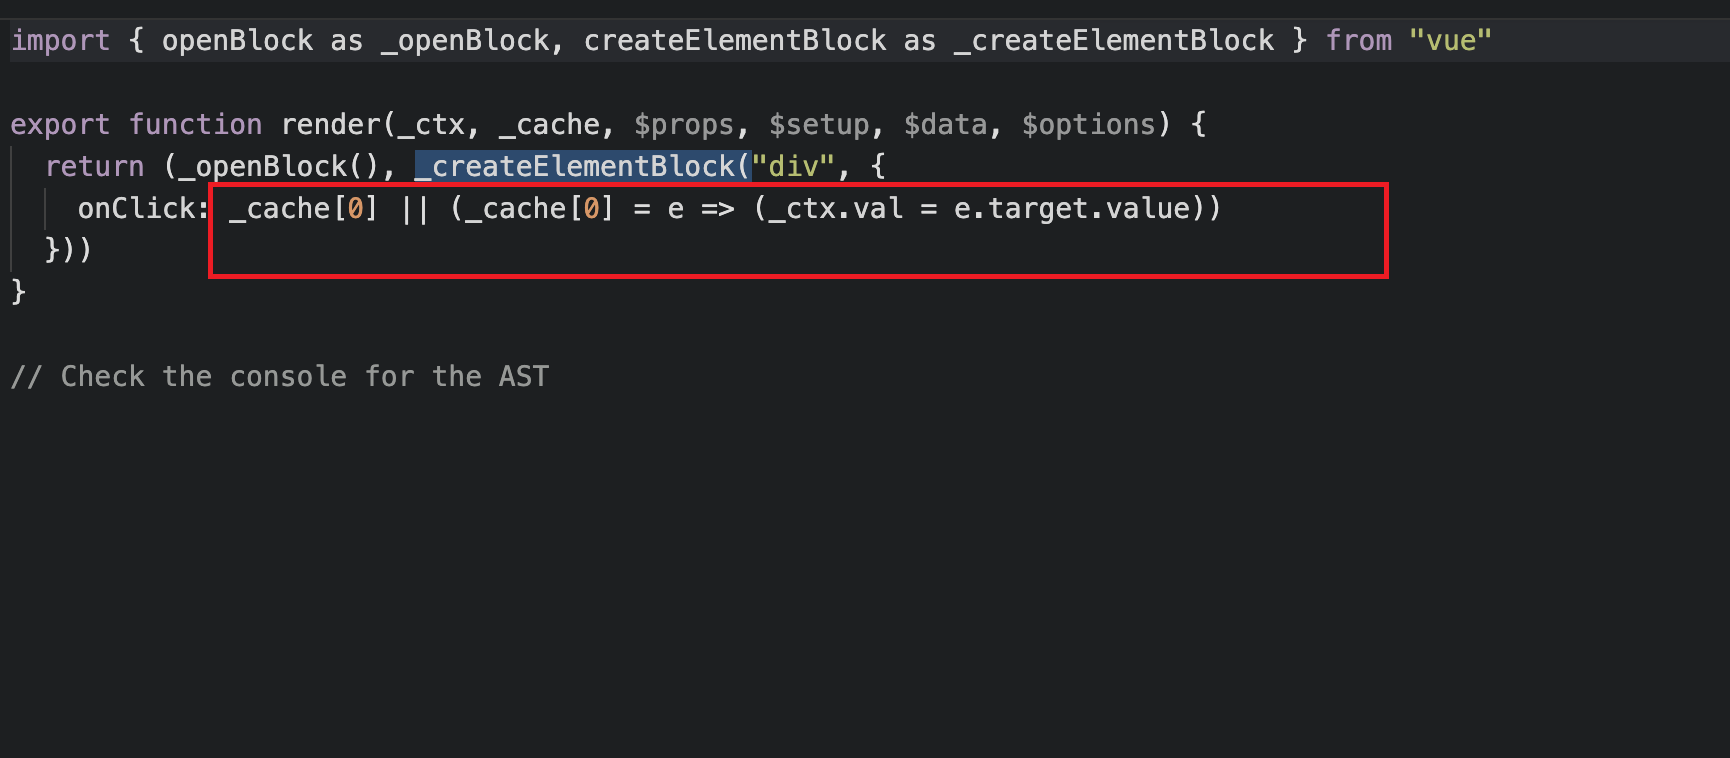 import { openBlock as _openBlock, createElementBlock as _createElementBlock } from "vue"
export function render(_ctx, _cache, $props, $setup, $data, $options) {
return (_openBlock(), _createElementBlock("div", {
onClick: _cache[0] || (_cache[0] = e => (_ctx.val = e.target.value))
}))
}
// Check the console for the AST